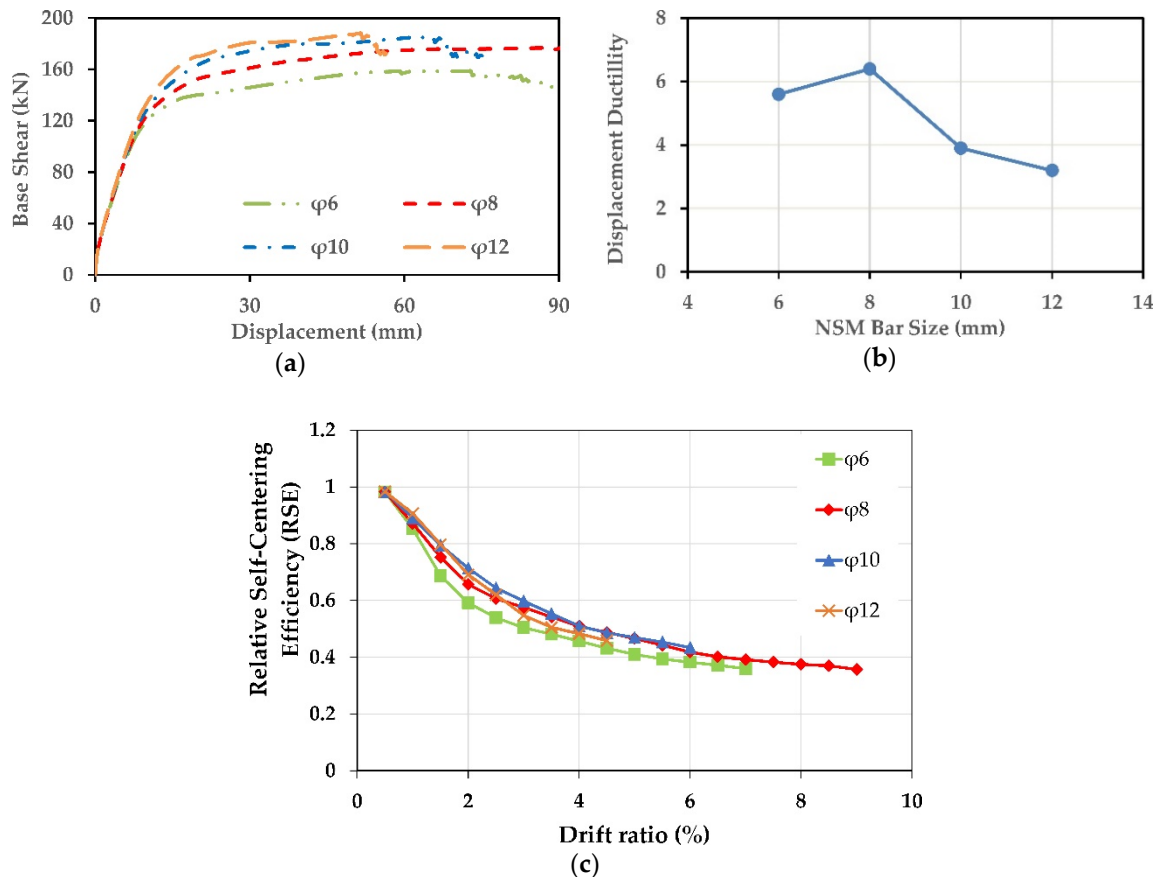 200
160
120
80
40
0
Base Shear (kN)
φ6
φ8
φ10
φ12
0
30
60
90
Displacement (mm)
(a)
8
6
4
2
0
Displacement Ductility
4
6
8
10
12
14
NSM Bar Size (mm)
(b)
1.2
1
0.8
0.6
0.4
0.2
0
Relative Self-Centering
Efficiency (RSE)
φ6
φ8
φ10
φ12
0
2
4
6
8
10
Drift ratio (%)
(c)